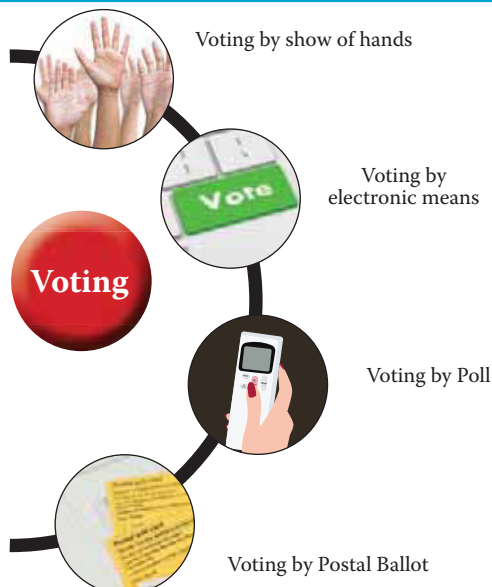 Voting by show of hands
Vote
Voting by
electronic means
Voting
Voting by Poll
Voting by Postal Ballot